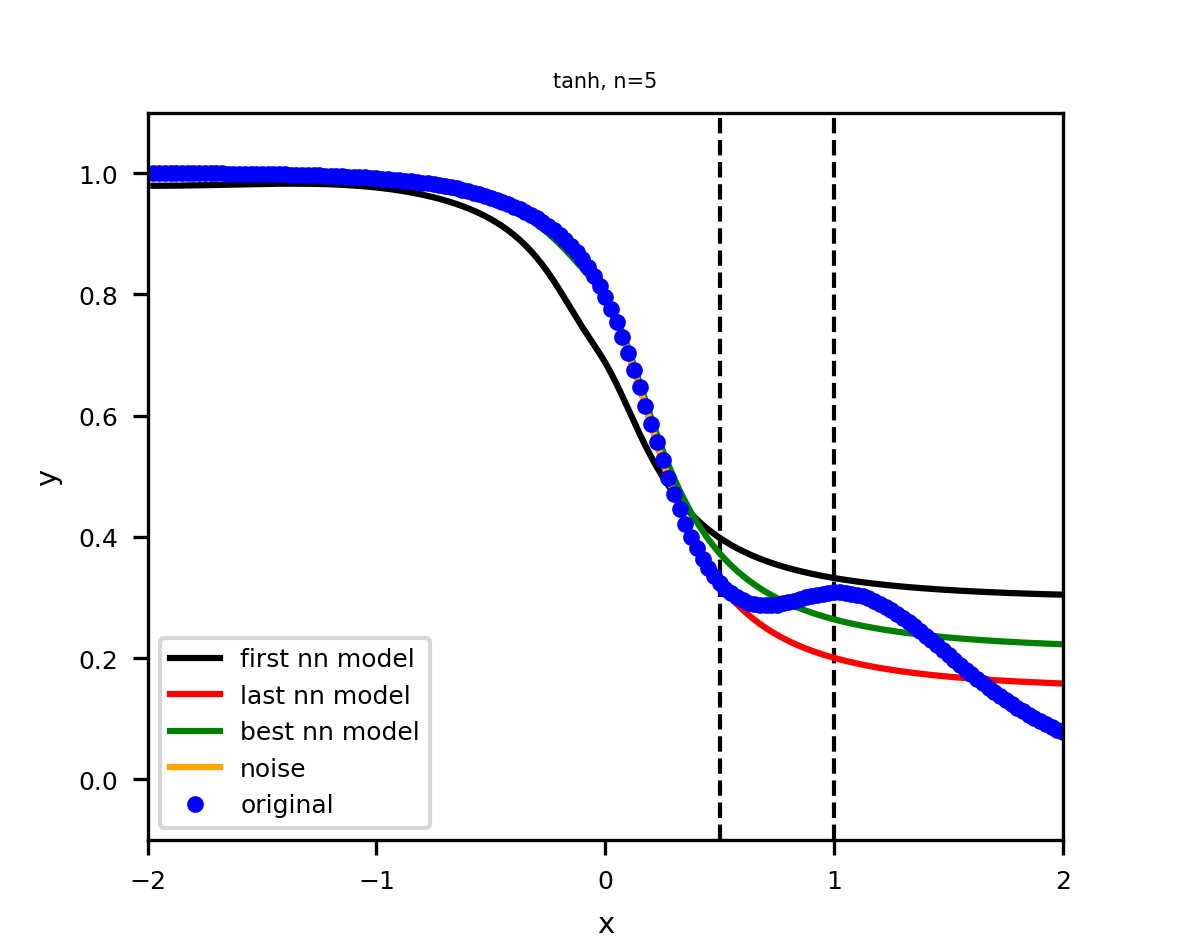 tanh, n=5
1.0
0.8
0.6
0.4
0.2
0.0
y
first nn model
last nn model
best nn model
noise
original
−2
−1
0
1
2
x